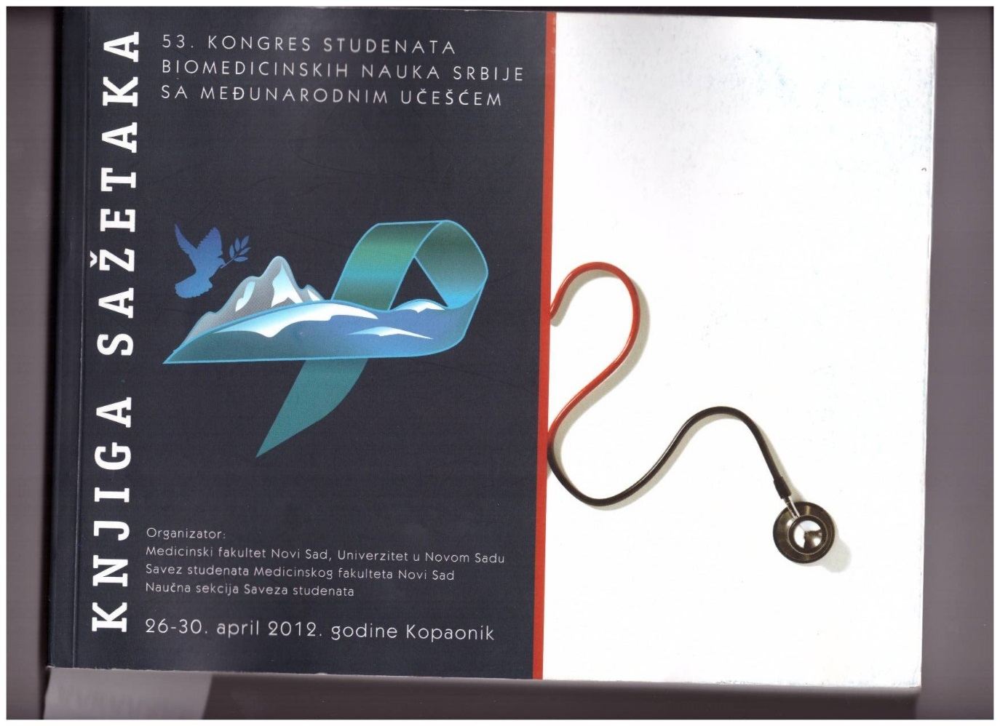 KNJIGA SAŽETAKA
53. KONGRES STUDENATA
BIOMEDICINSKIH NAUKA SRBIJE
SA MEĐUNARODNIM UČEŠĆEM
Organizator:
Medicinski fakultet Novi Sad, Univerzitet u Novom Sadu
Savez studenata Medicinskog fakulteta Novi Sad
Naučna sekcija Saveza studenata
26-30. april 2012. godine Kopaonik